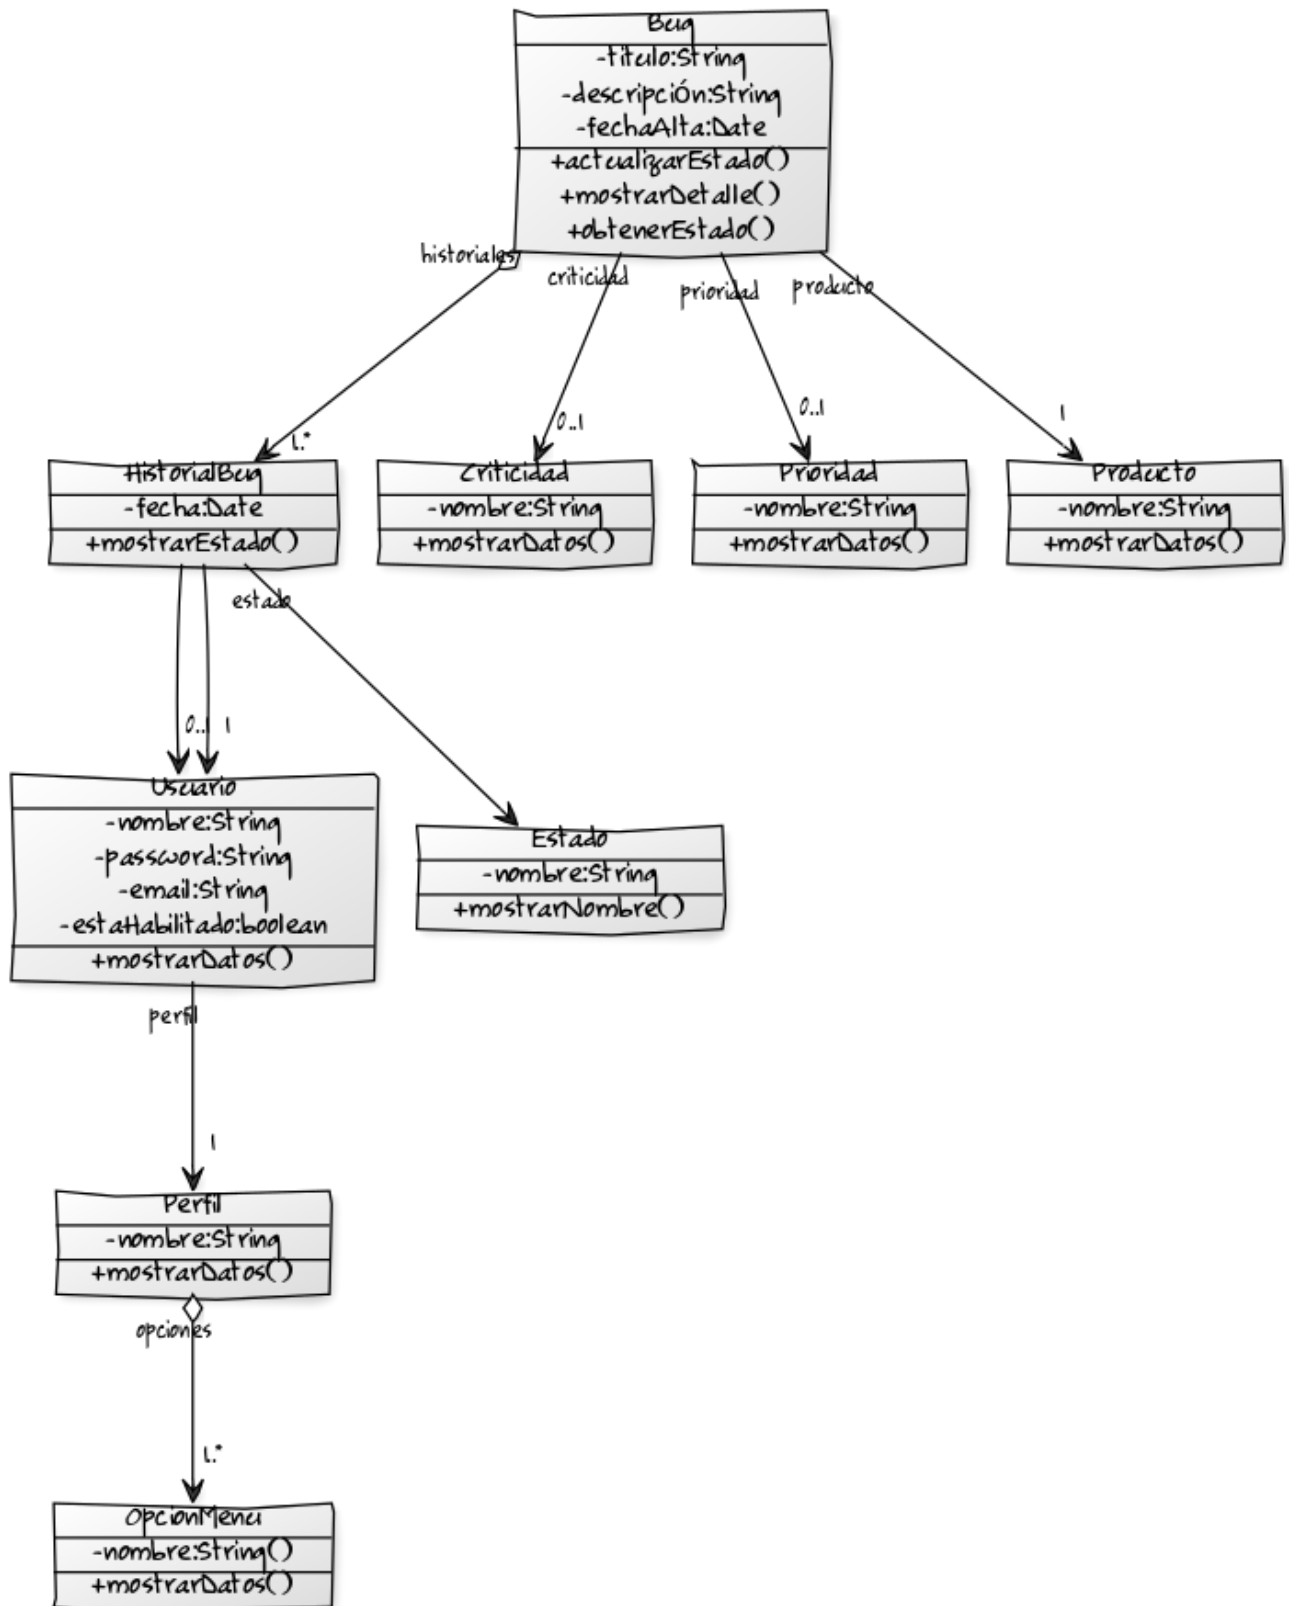 Bug
-titulo:String
-descripciÓn:String
-fechaAlta:Date
+actualizarEstado()
+mostrarDetalle()
+obtenerEstado()
historiales
criticidad
prioridad
producto
1..*
0..1
0..1
1
HistorialBug
-fecha:Date
+mostrarEstado()
Criticidad
-nombre:String
+mostrarDatos()
Prioridad
-nombre:String
+mostrarDatos()
Producto
-nombre:String
+mostrarDatos()
estado
0..1
1
Usuario
-nombre:String
-password:String
-email:String
-estaHabilitado:boolean
+mostrarDatos()
Estado
-nombre:String
+mostrarNombre()
perfil
1
Perfil
-nombre:String
+mostrarDatos()
opciones
1..*
OpcionMenu
-nombre:String()
+mostrarDatos()